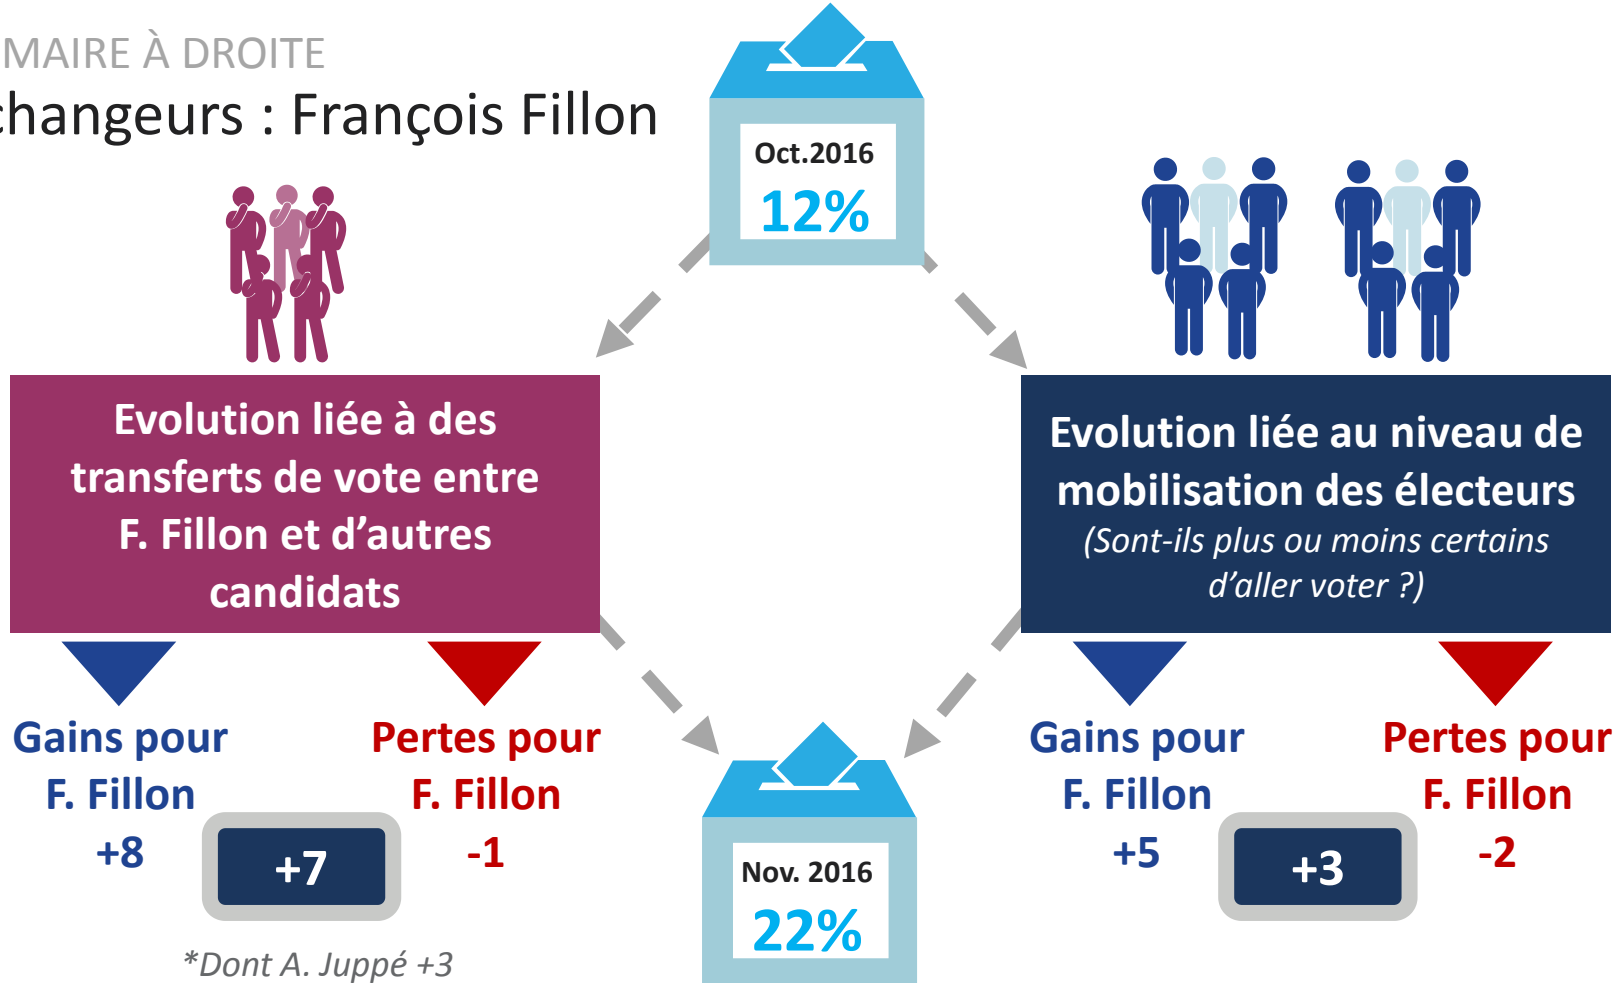 MAIRE À DROITE
changeurs : François Fillon
Oct.2016
12%
Evolution liée à des
transferts de vote entre
F. Fillon et d'autres
candidats
Gains pour
F. Fillon
+8
Pertes pour
F. Fillon
-1
+7
*Dont A. Juppé +3
Evolution liée au niveau de
mobilisation des électeurs
(Sont-ils plus ou moins certains
d'aller voter ?)
Gains pour
F. Fillon
+5
Pertes pour
F. Fillon
-2
+3
Nov. 2016
22%